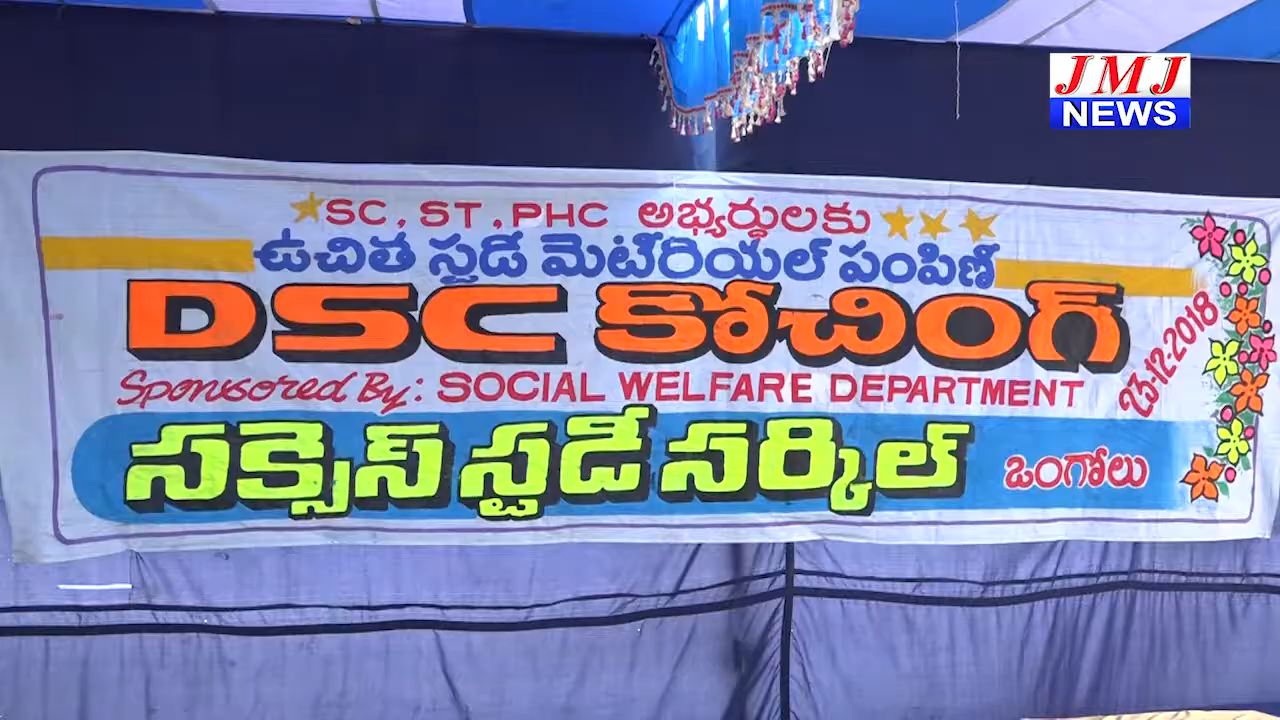 JMJ
NEWS
SC, ST, PHC అభ్యర్థులకు
ఉచిత స్టడీ మెటీరియల్ పంపిణీ
DSC కోచింగ్
Sponsored By: SOCIAL WELFARE DEPARTMENT
23-12-2018
సక్సెస్ స్టడీ సర్కిల్ ఒంగోలు